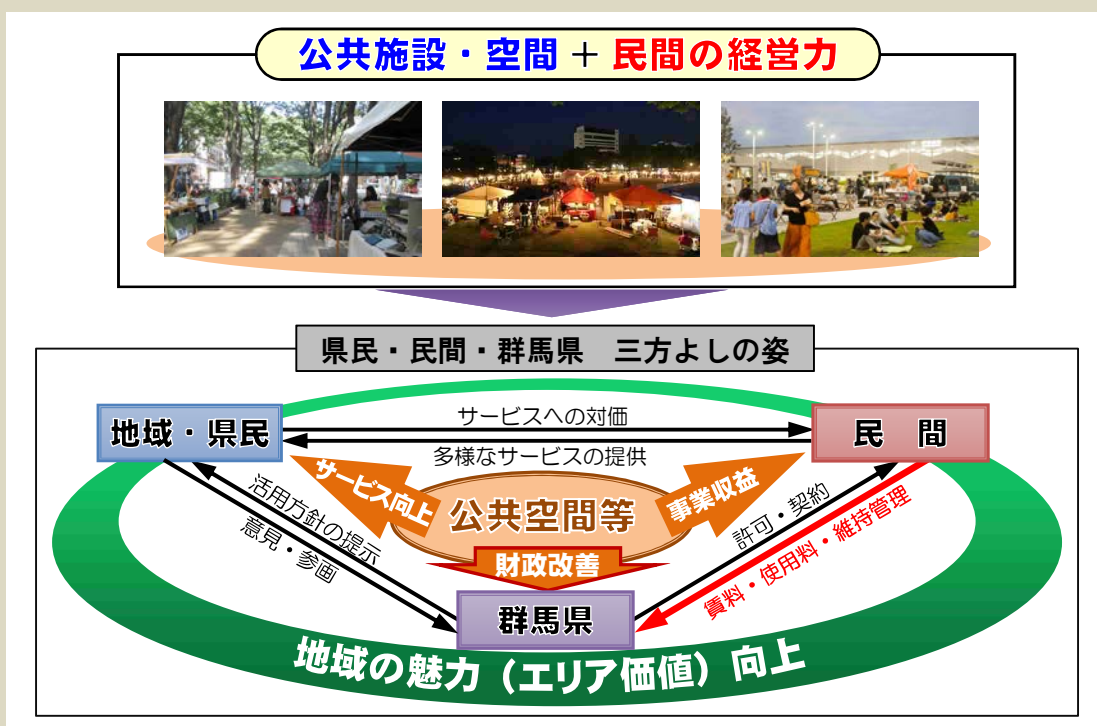 公共施設・空間 + 民間の経営力
県民・民間・群馬県 三方よしの姿
地域・県民
サービスへの対価
民 間
多様なサービスの提供
サービス向上
公共空間等
事業収益
活用方針の提示
意見・参画
許可・契約
賃料・使用料・維持管理
財政改善
群馬県
地域の魅力（エリア価値）向上